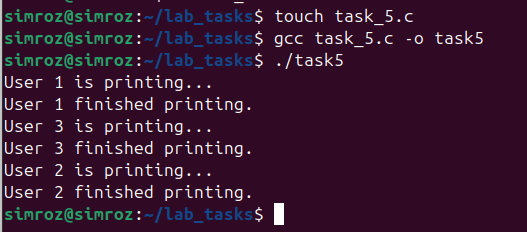 simroz@simroz:~/lab_tasks$ touch task_5.c
simroz@simroz:~/lab_tasks$ gcc task_5.c -o task5
simroz@simroz:~/lab_tasks$ ./task5
User 1 is printing...
User 1 finished printing.
User 3 is printing...
User 3 finished printing.
User 2 is printing...
User 2 finished printing.
simroz@simroz:~/lab_tasks$